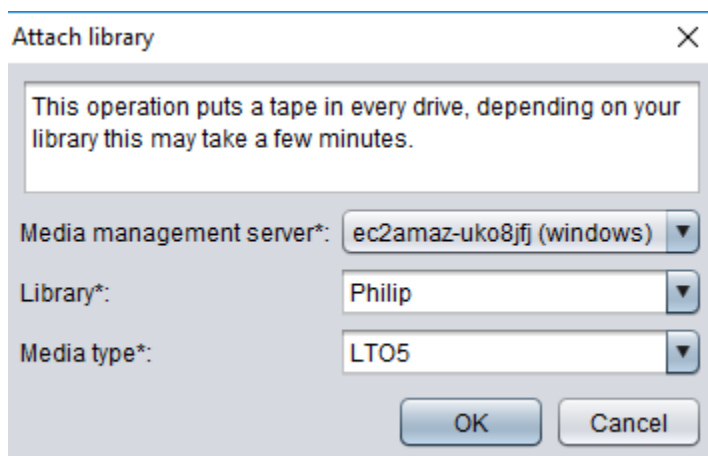 Attach library
This operation puts a tape in every drive, depending on your
library this may take a few minutes.
Media management server*: ec2amaz-uko8jfj (windows)
Library*: Philip
Media type*: LTO5
OK Cancel